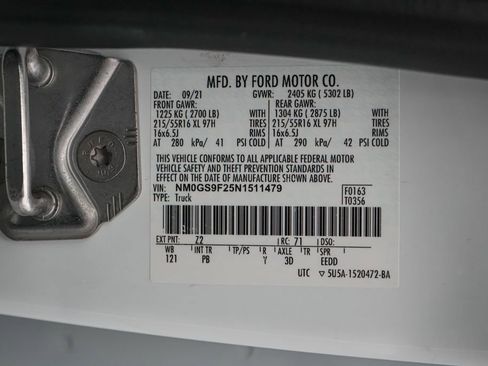 MFD. BY FORD MOTOR CO.
DATE: 09/21 GVWR: 2405 KG ( 5302 LB)
FRONT GAWR: REAR GAWR:
1225 KG ( 2700 LB) WITH 1304 KG ( 2875 LB) WITH
215/55R16 XL 97H TIRES 215/55R16 XL 97H TIRES
16x6.5J RIMS 16x6.5J RIMS
AT 280 kPa/ 41 PSI COLD AT 290 kPa/ 42 PSI COLD
THIS VEHICLE CONFORMS TO ALL APPLICABLE FEDERAL MOTOR
VEHICLE SAFETY AND THEFT PREVENTION STANDARDS IN
EFFECT ON THE DATE OF MANUFACTURE SHOWN ABOVE.
VIN: NM0GS9F25N1511479 F0163
TYPE: Truck T0356
EXT PNT: Z2 RC: 71 DSO:
WB INT TR TP/PS R AXLE TR SPR
121 PB Y 3D EEDD
UTC ▽ 5U5A-1520472-BA